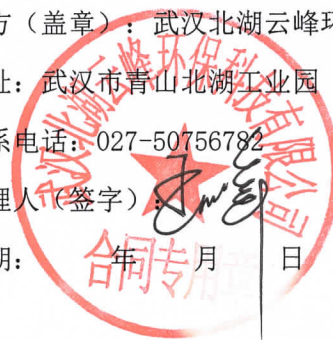 方（盖章）：武汉北湖云峰环
址：武汉市青山北湖工业园
系电话：027-50756782
理人（签字）：
期：　　年　　月　　日
武汉北湖云峰环保科技有限公司
合同专用章